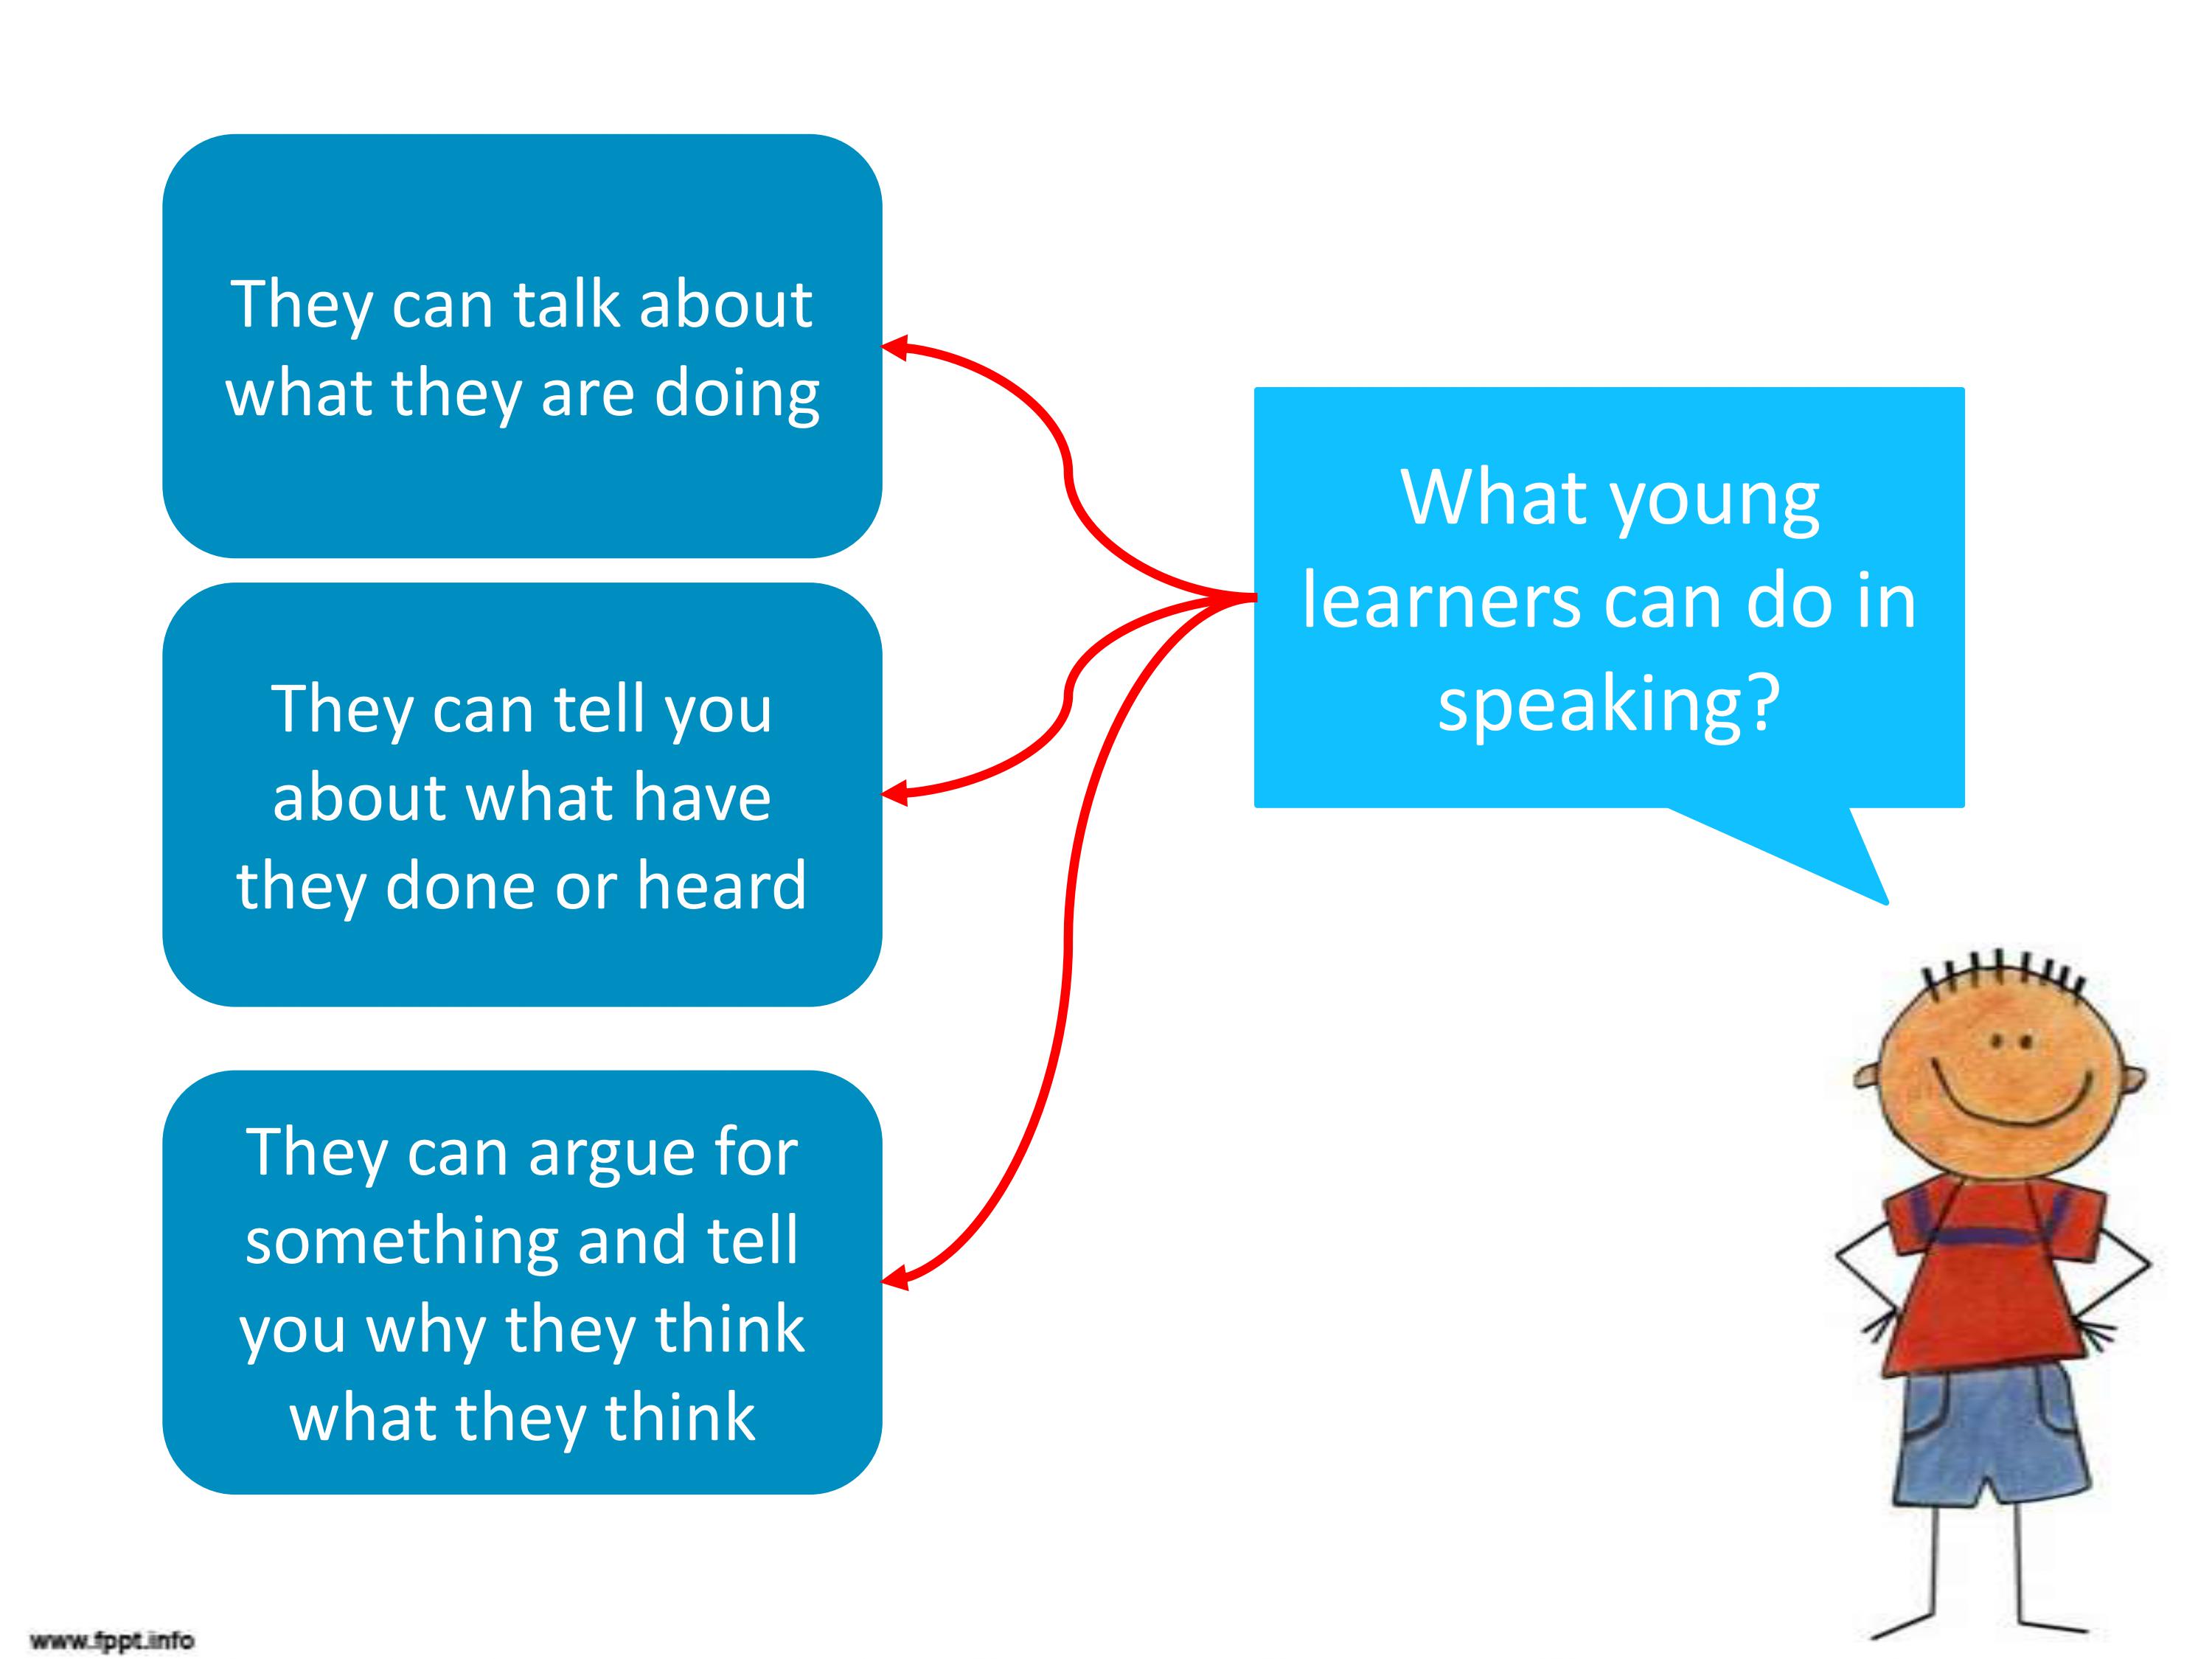 They can talk about
what they are doing
They can tell you
about what have
they done or heard
They can argue for
something and tell
you why they think
what they think
What young
learners can do in
speaking?
www.fppt.info